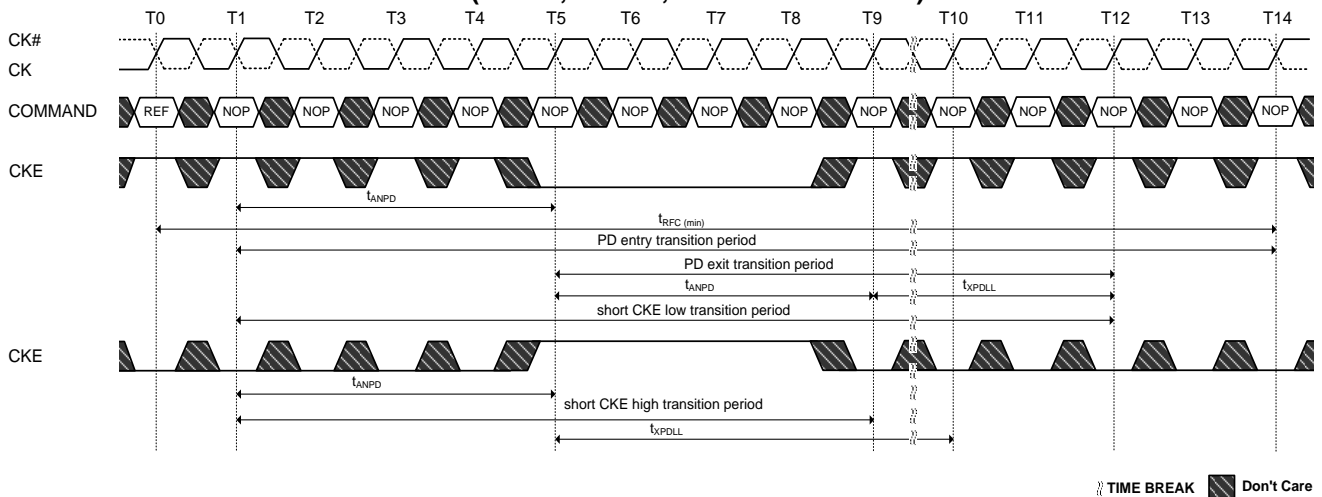 T0 T1 T2 T3 T4 T5 T6 T7 T8 T9 T10 T11 T12 T13 T14
CK#
CK
COMMAND REF NOP NOP NOP NOP NOP NOP NOP NOP NOP NOP NOP NOP NOP NOP
CKE
tANPD
tRFC (min)
PD entry transition period
PD exit transition period
tANPD tXPDLL
short CKE low transition period
CKE
tANPD
short CKE high transition period
tXPDLL
TIME BREAK Don't Care